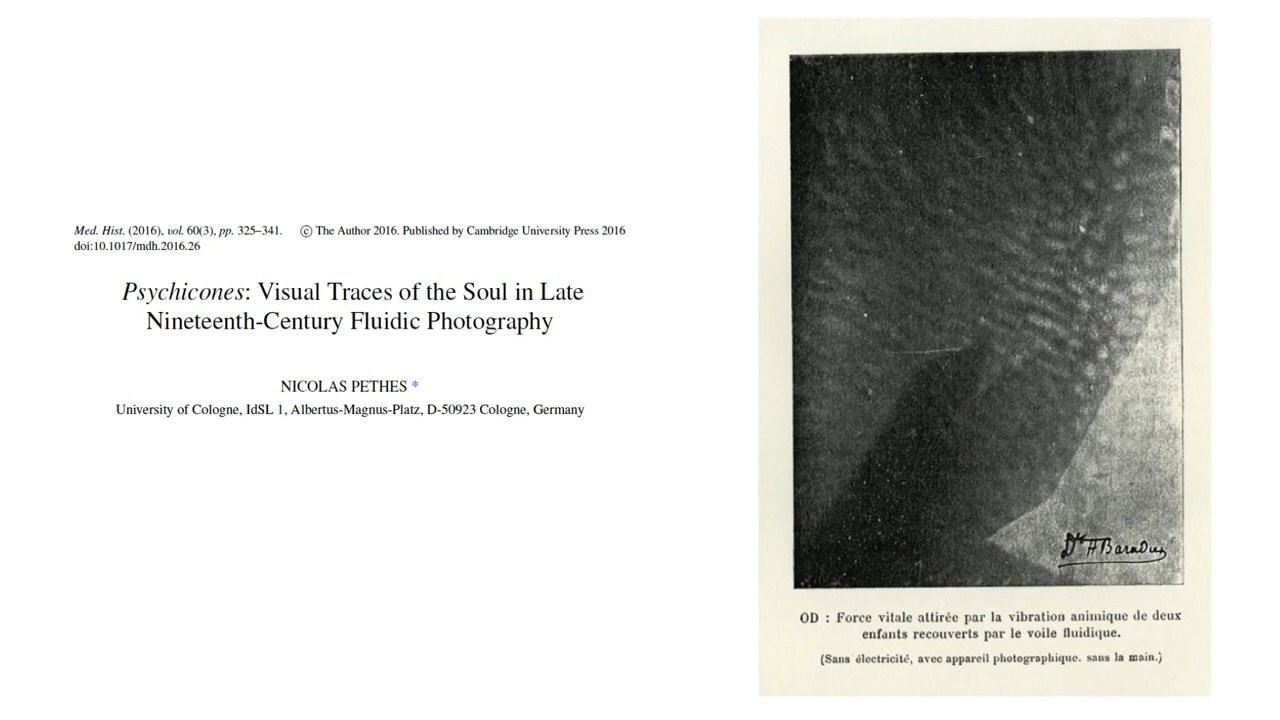 Med. Hist. (2016), vol. 60(3), pp. 325–341. © The Author 2016. Published by Cambridge University Press 2016
doi:10.1017/mdh.2016.26
Psychicones: Visual Traces of the Soul in Late
Nineteenth-Century Fluidic Photography
NICOLAS PETHES *
University of Cologne, IdSL 1, Albertus-Magnus-Platz, D-50923 Cologne, Germany
Dr H Baraduc
OD : Force vitale attirée par la vibration animique de deux
enfants recouverts par le voile fluidique.
(Sans électricité, avec appareil photographique. sans la main.)